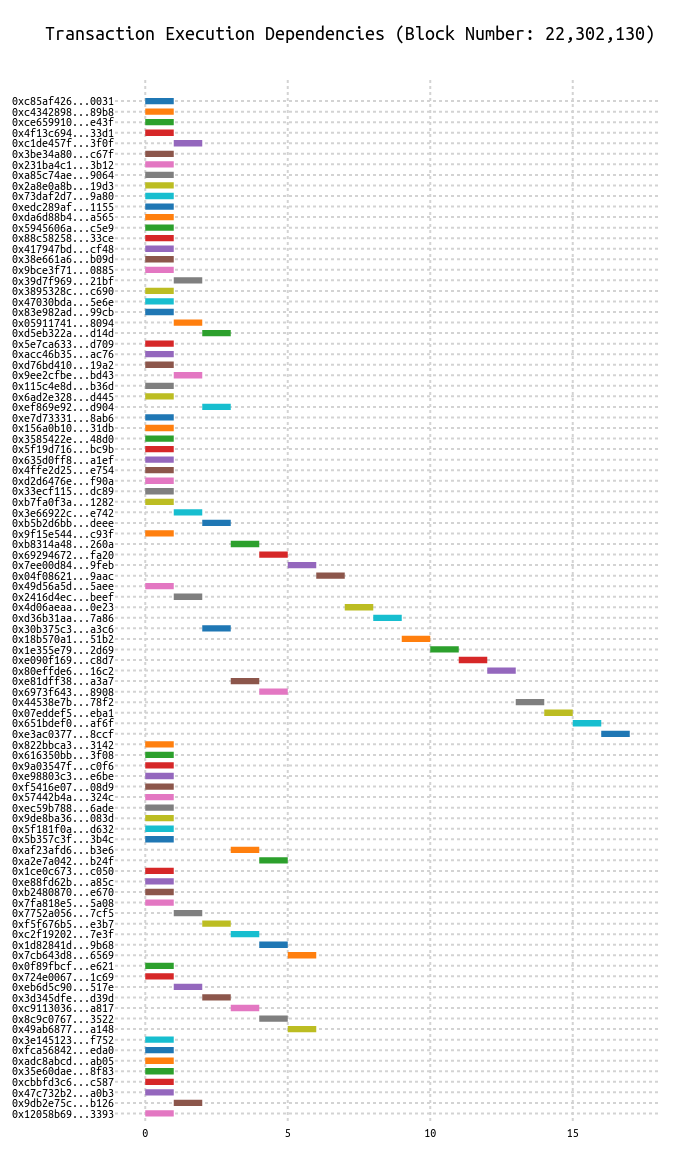 Transaction Execution Dependencies (Block Number: 22,302,130)
0xc85af426...0031
0xc4342898...89b8
0xce659910...e43f
0x4f13c694...33d1
0xc1de457f...3f0f
0x3be34a80...c67f
0x231ba4c1...3b12
0xa85c74ae...9064
0x2a8e0a8b...19d3
0x73daf2d7...9a80
0xedc289af...1155
0xda6d88b4...a565
0x5945606a...c5e9
0x88c58258...33ce
0x417947bd...cf48
0x38e661a6...b09d
0x9bce3f71...0885
0x39d7f969...21bf
0x3895328c...c690
0x47030bda...5e6e
0x83e982ad...99cb
0x05911741...8094
0xd5eb322a...d14d
0x5e7ca633...d709
0xacc46b35...ac76
0xd76bd410...19a2
0x9ee2cfbe...bd43
0x115c4e8d...b36d
0x6ad2e328...d445
0xef869e92...d904
0xe7d73331...8ab6
0x156a0b10...31db
0x3585422e...48d0
0x5f19d716...bc9b
0x635d0ff8...a1ef
0x4ffe2d25...e754
0xd2d6476e...f90a
0x33ecf115...dc89
0xb7fa0f3a...1282
0x3e66922c...e742
0xb5b2d6bb...deee
0x9f15e544...c93f
0xb8314a48...260a
0x69294672...fa20
0x7ee00d84...9feb
0x04f08621...9aac
0x49d56a5d...5aee
0x2416d4ec...beef
0x4d06aeaa...0e23
0xd36b31aa...7a86
0x30b375c3...a3c6
0x18b570a1...51b2
0x1e355e79...2d69
0xe090f169...c8d7
0x80effde6...16c2
0xe81dff38...a3a7
0x6973f643...8908
0x44538e7b...78f2
0x07eddef5...eba1
0x651bdef0...af6f
0xe3ac0377...8ccf
0x822bbca3...3142
0x616350bb...3f08
0x9a03547f...c0f6
0xe98803c3...e6be
0xf5416e07...08d9
0x57442b4a...324c
0xec59b788...6ade
0x9de8ba36...083d
0x5f181f0a...d632
0x5b357c3f...3b4c
0xaf23afd6...b3e6
0xa2e7a042...b24f
0x1ce0c673...c050
0xe88fd62b...a85c
0xb2480870...e670
0x7fa818e5...5a08
0x7752a056...7cf5
0xf5f676b5...e3b7
0xc2f19202...7e3f
0x1d82841d...9b68
0x7cb643d8...6569
0x0f89fbcf...e621
0x724e0067...1c69
0xeb6d5c90...517e
0x3d345dfe...d39d
0xc9113036...a817
0x8c9c0767...3522
0x49ab6877...a148
0x3e145123...f752
0xfca56842...eda0
0xadc8abcd...ab05
0x35e60dae...8f83
0xcbbfd3c6...c587
0x47c732b2...a0b3
0x9db2e75c...b126
0x12058b69...3393
0 5 10 15